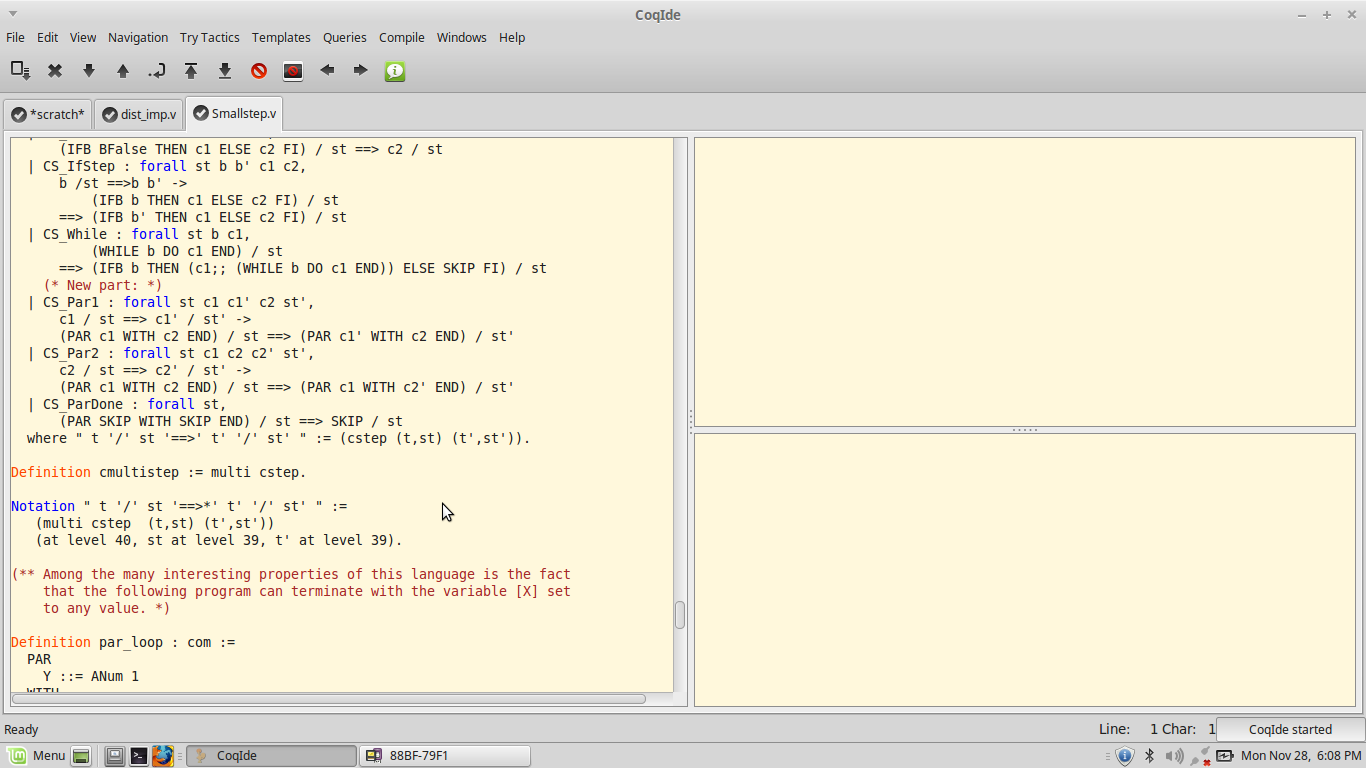 CoqIde
File Edit View Navigation Try Tactics Templates Queries Compile Windows Help
*scratch* dist_imp.v Smallstep.v
(IFB BFalse THEN c1 ELSE c2 FI) / st ==> c2 / st
| CS_IfStep : forall st b b' c1 c2,
b /st ==>b b' ->
(IFB b THEN c1 ELSE c2 FI) / st
==> (IFB b' THEN c1 ELSE c2 FI) / st
| CS_While : forall st b c1,
(WHILE b DO c1 END) / st
==> (IFB b THEN (c1;; (WHILE b DO c1 END)) ELSE SKIP FI) / st
(* New part: *)
| CS_Par1 : forall st c1 c1' c2 st',
c1 / st ==> c1' / st' ->
(PAR c1 WITH c2 END) / st ==> (PAR c1' WITH c2 END) / st'
| CS_Par2 : forall st c1 c2 c2' st',
c2 / st ==> c2' / st' ->
(PAR c1 WITH c2 END) / st ==> (PAR c1 WITH c2' END) / st'
| CS_ParDone : forall st,
(PAR SKIP WITH SKIP END) / st ==> SKIP / st
where " t '/' st '==>' t' '/' st' " := (cstep (t,st) (t',st')).
Definition cmultistep := multi cstep.
Notation " t '/' st '==>*' t' '/' st' " :=
(multi cstep  (t,st) (t',st'))
(at level 40, st at level 39, t' at level 39).
(** Among the many interesting properties of this language is the fact
that the following program can terminate with the variable [X] set
to any value. *)
Definition par_loop : com :=
PAR
Y ::= ANum 1
WITH
Ready Line: 1 Char: 1 CoqIde started
Menu CoqIde 88BF-79F1 Mon Nov 28, 6:08 PM